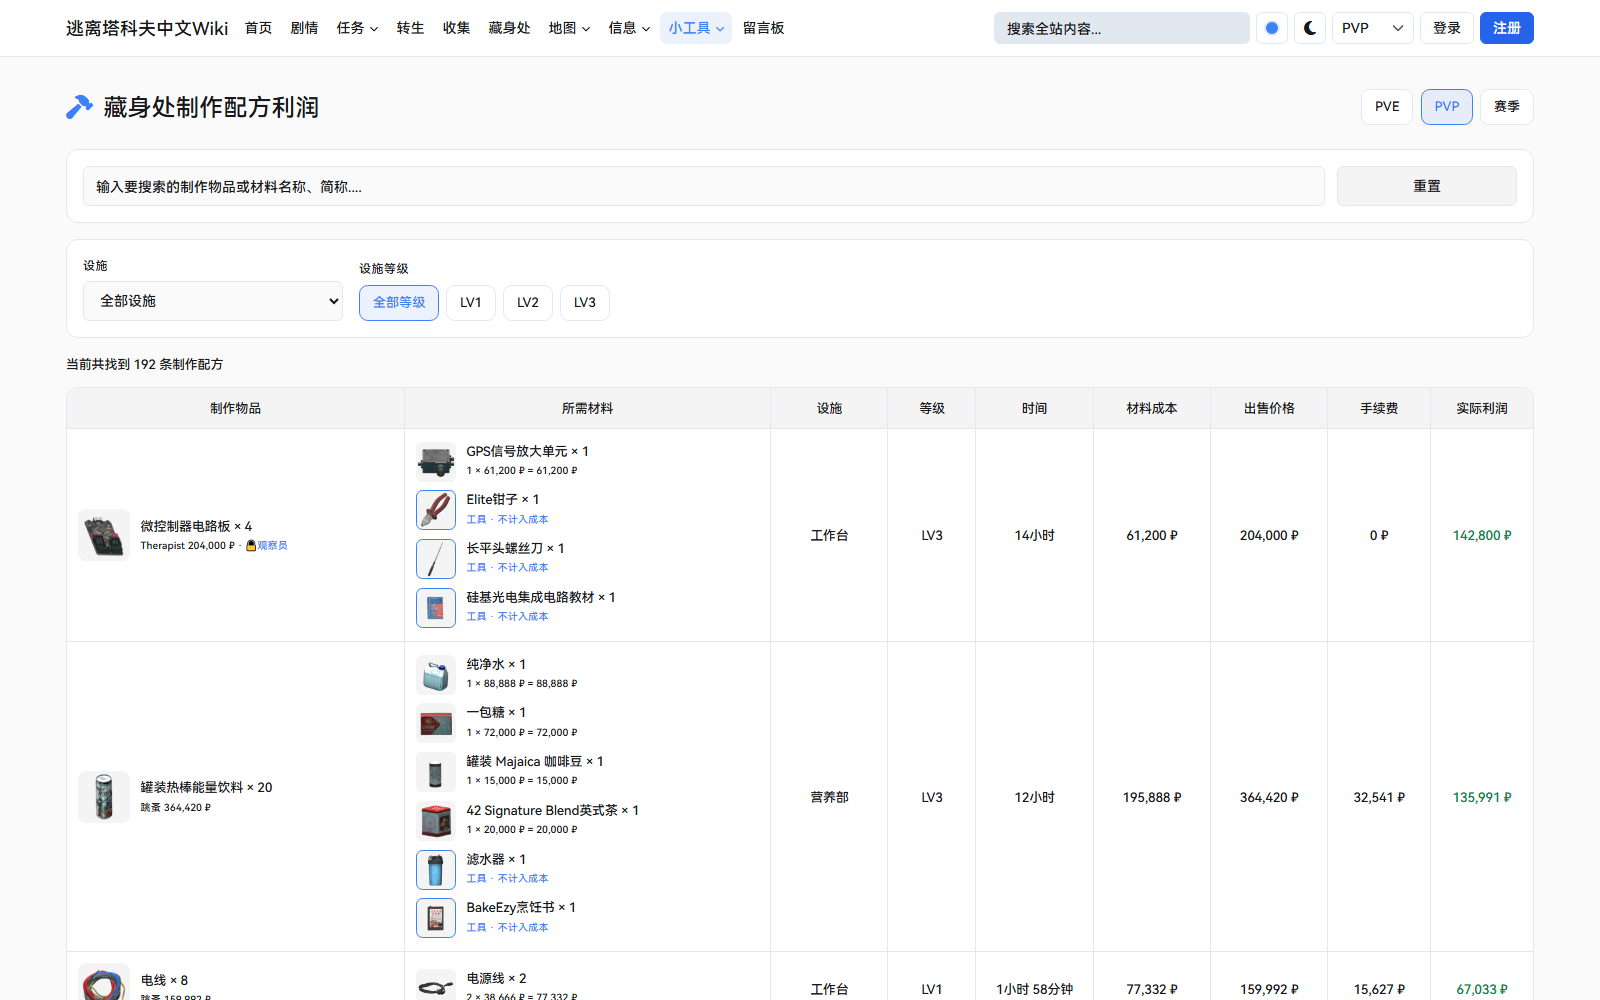 逃离塔科夫中文Wiki 首页 剧情 任务 转生 收集 藏身处 地图 信息 小工具 留言板 搜索全站内容... PVP 登录 注册
藏身处制作配方利润 PVE PVP 赛季
输入要搜索的制作物品或材料名称、简称.... 重置
设施
全部设施
设施等级
全部等级 LV1 LV2 LV3
当前共找到 192 条制作配方
制作物品 所需材料 设施 等级 时间 材料成本 出售价格 手续费 实际利润
微控制器电路板 × 4
Therapist 204,000 ₽ · 🔒观察员
GPS信号放大单元 × 1
1 × 61,200 ₽ = 61,200 ₽
Elite钳子 × 1
工具 · 不计入成本
长平头螺丝刀 × 1
工具 · 不计入成本
硅基光电集成电路教材 × 1
工具 · 不计入成本
工作台 LV3 14小时 61,200 ₽ 204,000 ₽ 0 ₽ 142,800 ₽
罐装热棒能量饮料 × 20
跳蚤 364,420 ₽
纯净水 × 1
1 × 88,888 ₽ = 88,888 ₽
一包糖 × 1
1 × 72,000 ₽ = 72,000 ₽
罐装 Majaica 咖啡豆 × 1
1 × 15,000 ₽ = 15,000 ₽
42 Signature Blend英式茶 × 1
1 × 20,000 ₽ = 20,000 ₽
滤水器 × 1
工具 · 不计入成本
BakeEzy烹饪书 × 1
工具 · 不计入成本
营养部 LV3 12小时 195,888 ₽ 364,420 ₽ 32,541 ₽ 135,991 ₽
电线 × 8
跳蚤 159,992 ₽
电源线 × 2
2 × 38,666 ₽ = 77,332 ₽
工作台 LV1 1小时 58分钟 77,332 ₽ 159,992 ₽ 15,627 ₽ 67,033 ₽